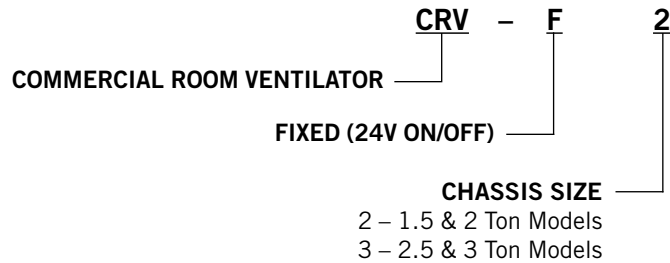 CRV – F 2
COMMERCIAL ROOM VENTILATOR
FIXED (24V ON/OFF)
CHASSIS SIZE
2 – 1.5 & 2 Ton Models
3 – 2.5 & 3 Ton Models